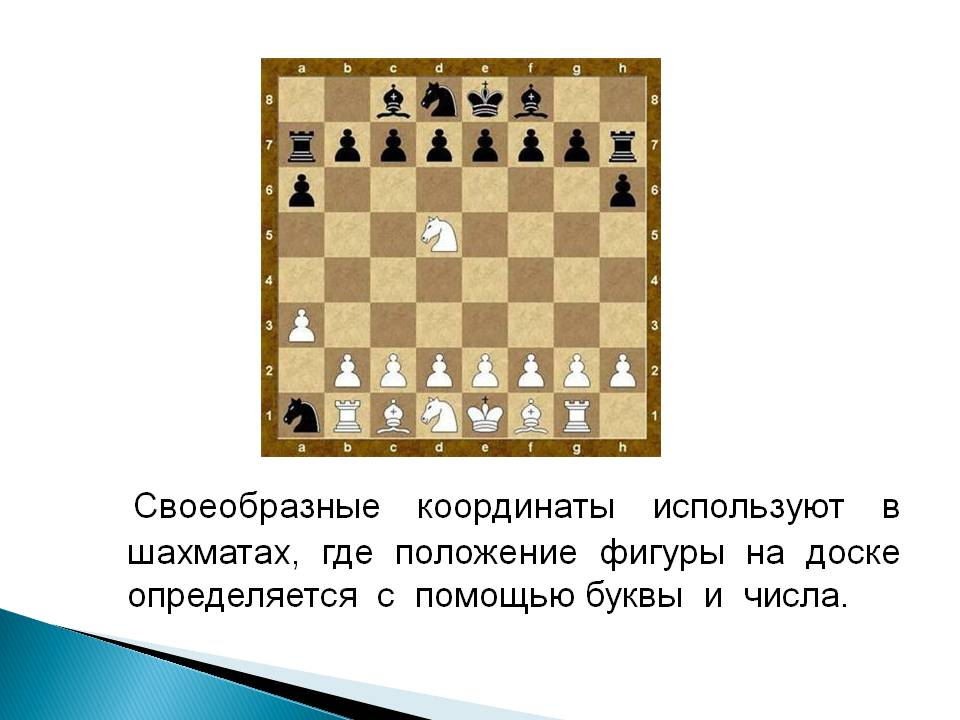 a b c d e f g h
8 8
7 7
6 6
5 5
4 4
3 3
2 2
1 1
a b c d e f g h
Своеобразные координаты используют в
шахматах, где положение фигуры на доске
определяется с помощью буквы и числа.